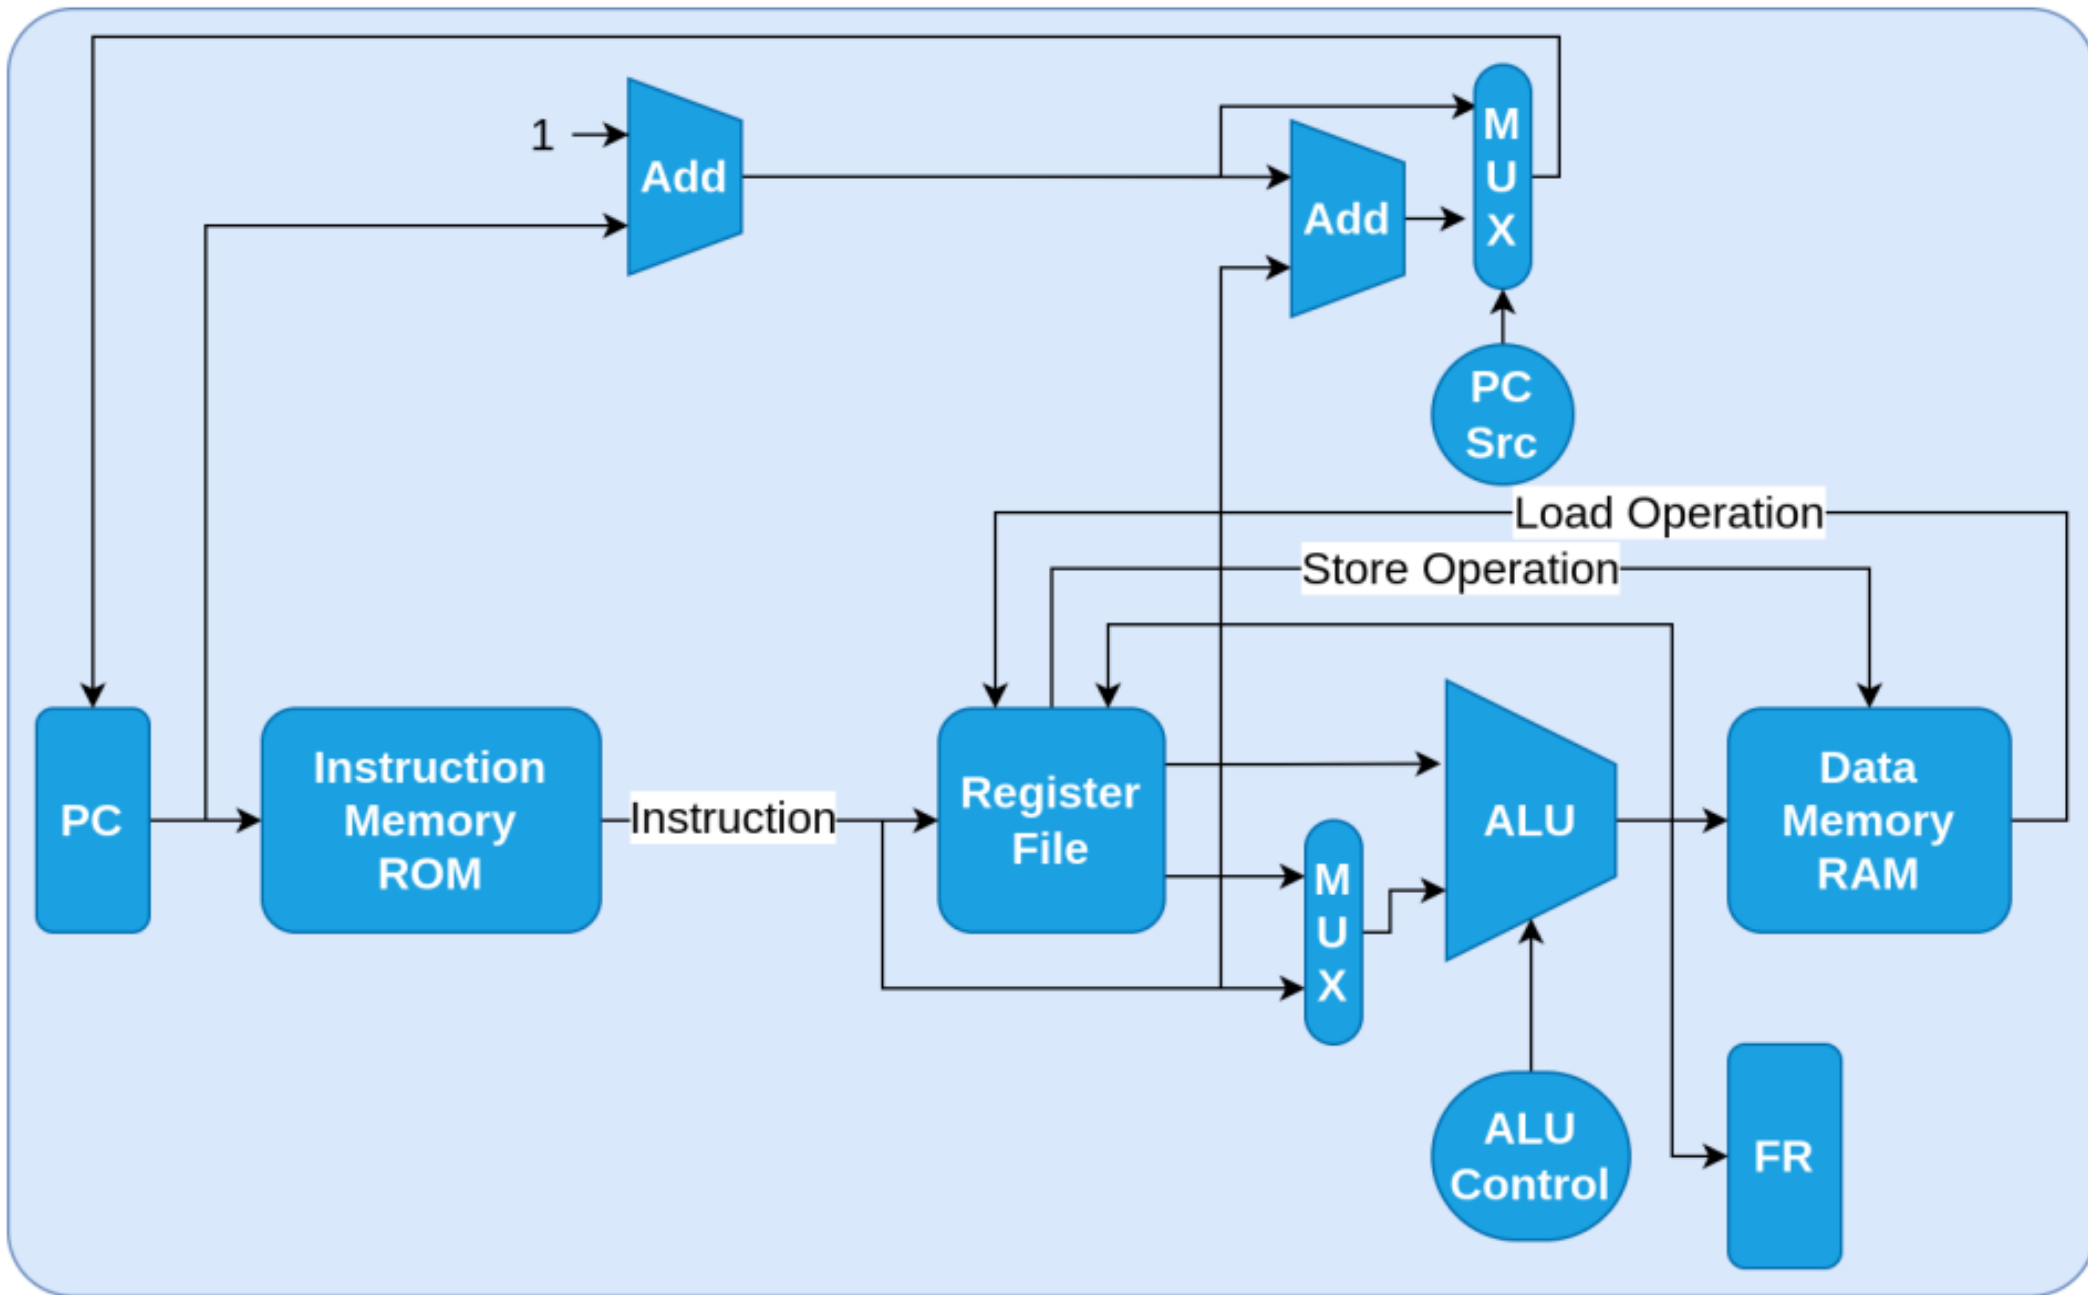 1
Add
Add
M
U
X
PC
Src
Load Operation
Store Operation
PC
Instruction
Memory
ROM
Instruction
Register
File
M
U
X
ALU
Data
Memory
RAM
ALU
Control
FR